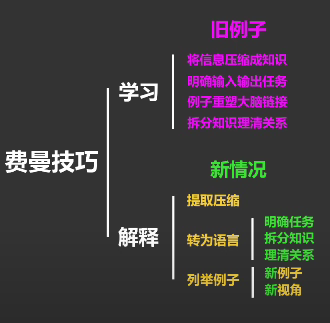 旧例子
将信息压缩成知识
明确输入输出任务
学习
例子重塑大脑链接
拆分知识理清关系
费曼技巧
新情况
提取压缩
明确任务
解释
转为语言
拆分知识
理清关系
列举例子
新例子
新视角